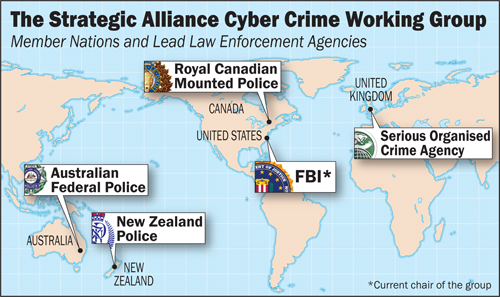 The Strategic Alliance Cyber Crime Working Group
Member Nations and Lead Law Enforcement Agencies
Royal Canadian
Mounted Police
CANADA
UNITED STATES
UNITED
KINGDOM
Serious Organised
Crime Agency
FBI*
Australian
Federal Police
New Zealand
Police
AUSTRALIA
NEW
ZEALAND
*Current chair of the group